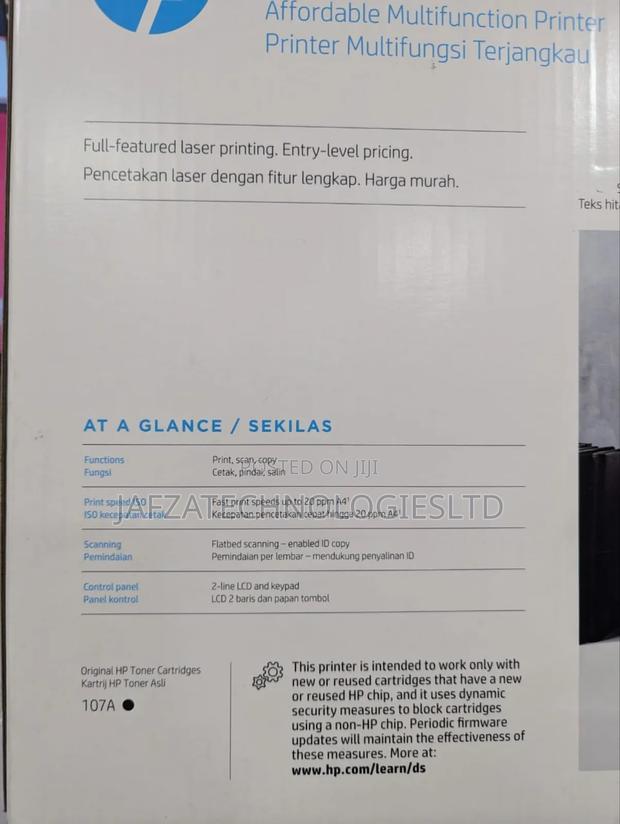 Affordable Multifunction Printer
Printer Multifungsi Terjangkau
Full-featured laser printing. Entry-level pricing.
Pencetakan laser dengan fitur lengkap. Harga murah.
Teks hit
AT A GLANCE / SEKILAS
Functions Print, scan, copy
Fungsi Cetak, pindai, salin
POSTED ON JIJI
Print speed/ISO Fast print speeds up to 20 ppm A4¹
ISO kecepatan cetak Kecepatan pencetakan cepat hingga 20 ppm A4¹
JAFZATECHNOLOGIESLTD
Scanning Flatbed scanning – enabled ID copy
Pemindaian Pemindaian per lembar – mendukung penyalinan ID
Control panel 2-line LCD and keypad
Panel kontrol LCD 2 baris dan papan tombol
Original HP Toner Cartridges
Kartrij HP Toner Asli
107A
This printer is intended to work only with
new or reused cartridges that have a new
or reused HP chip, and it uses dynamic
security measures to block cartridges
using a non-HP chip. Periodic firmware
updates will maintain the effectiveness of
these measures. More at:
www.hp.com/learn/ds